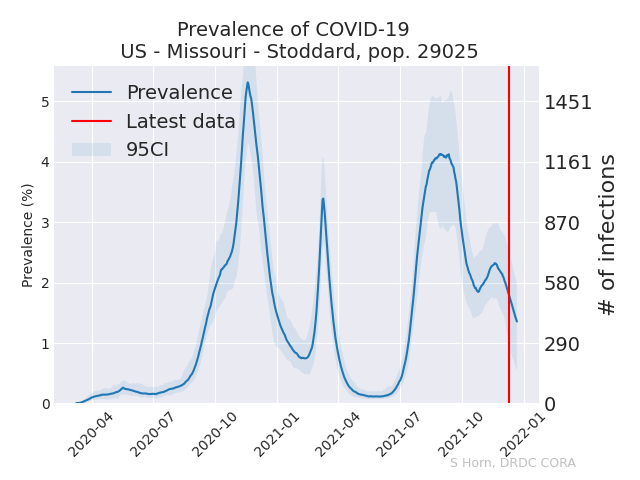 Prevalence of COVID-19
US - Missouri - Stoddard, pop. 29025
Prevalence
Latest data
95CI
Prevalence (%)
5
4
3
2
1
0
1451
1161
870
580
290
0
# of infections
2020-04
2020-07
2020-10
2021-01
2021-04
2021-07
2021-10
2022-01
S Horn, DRDC CORA